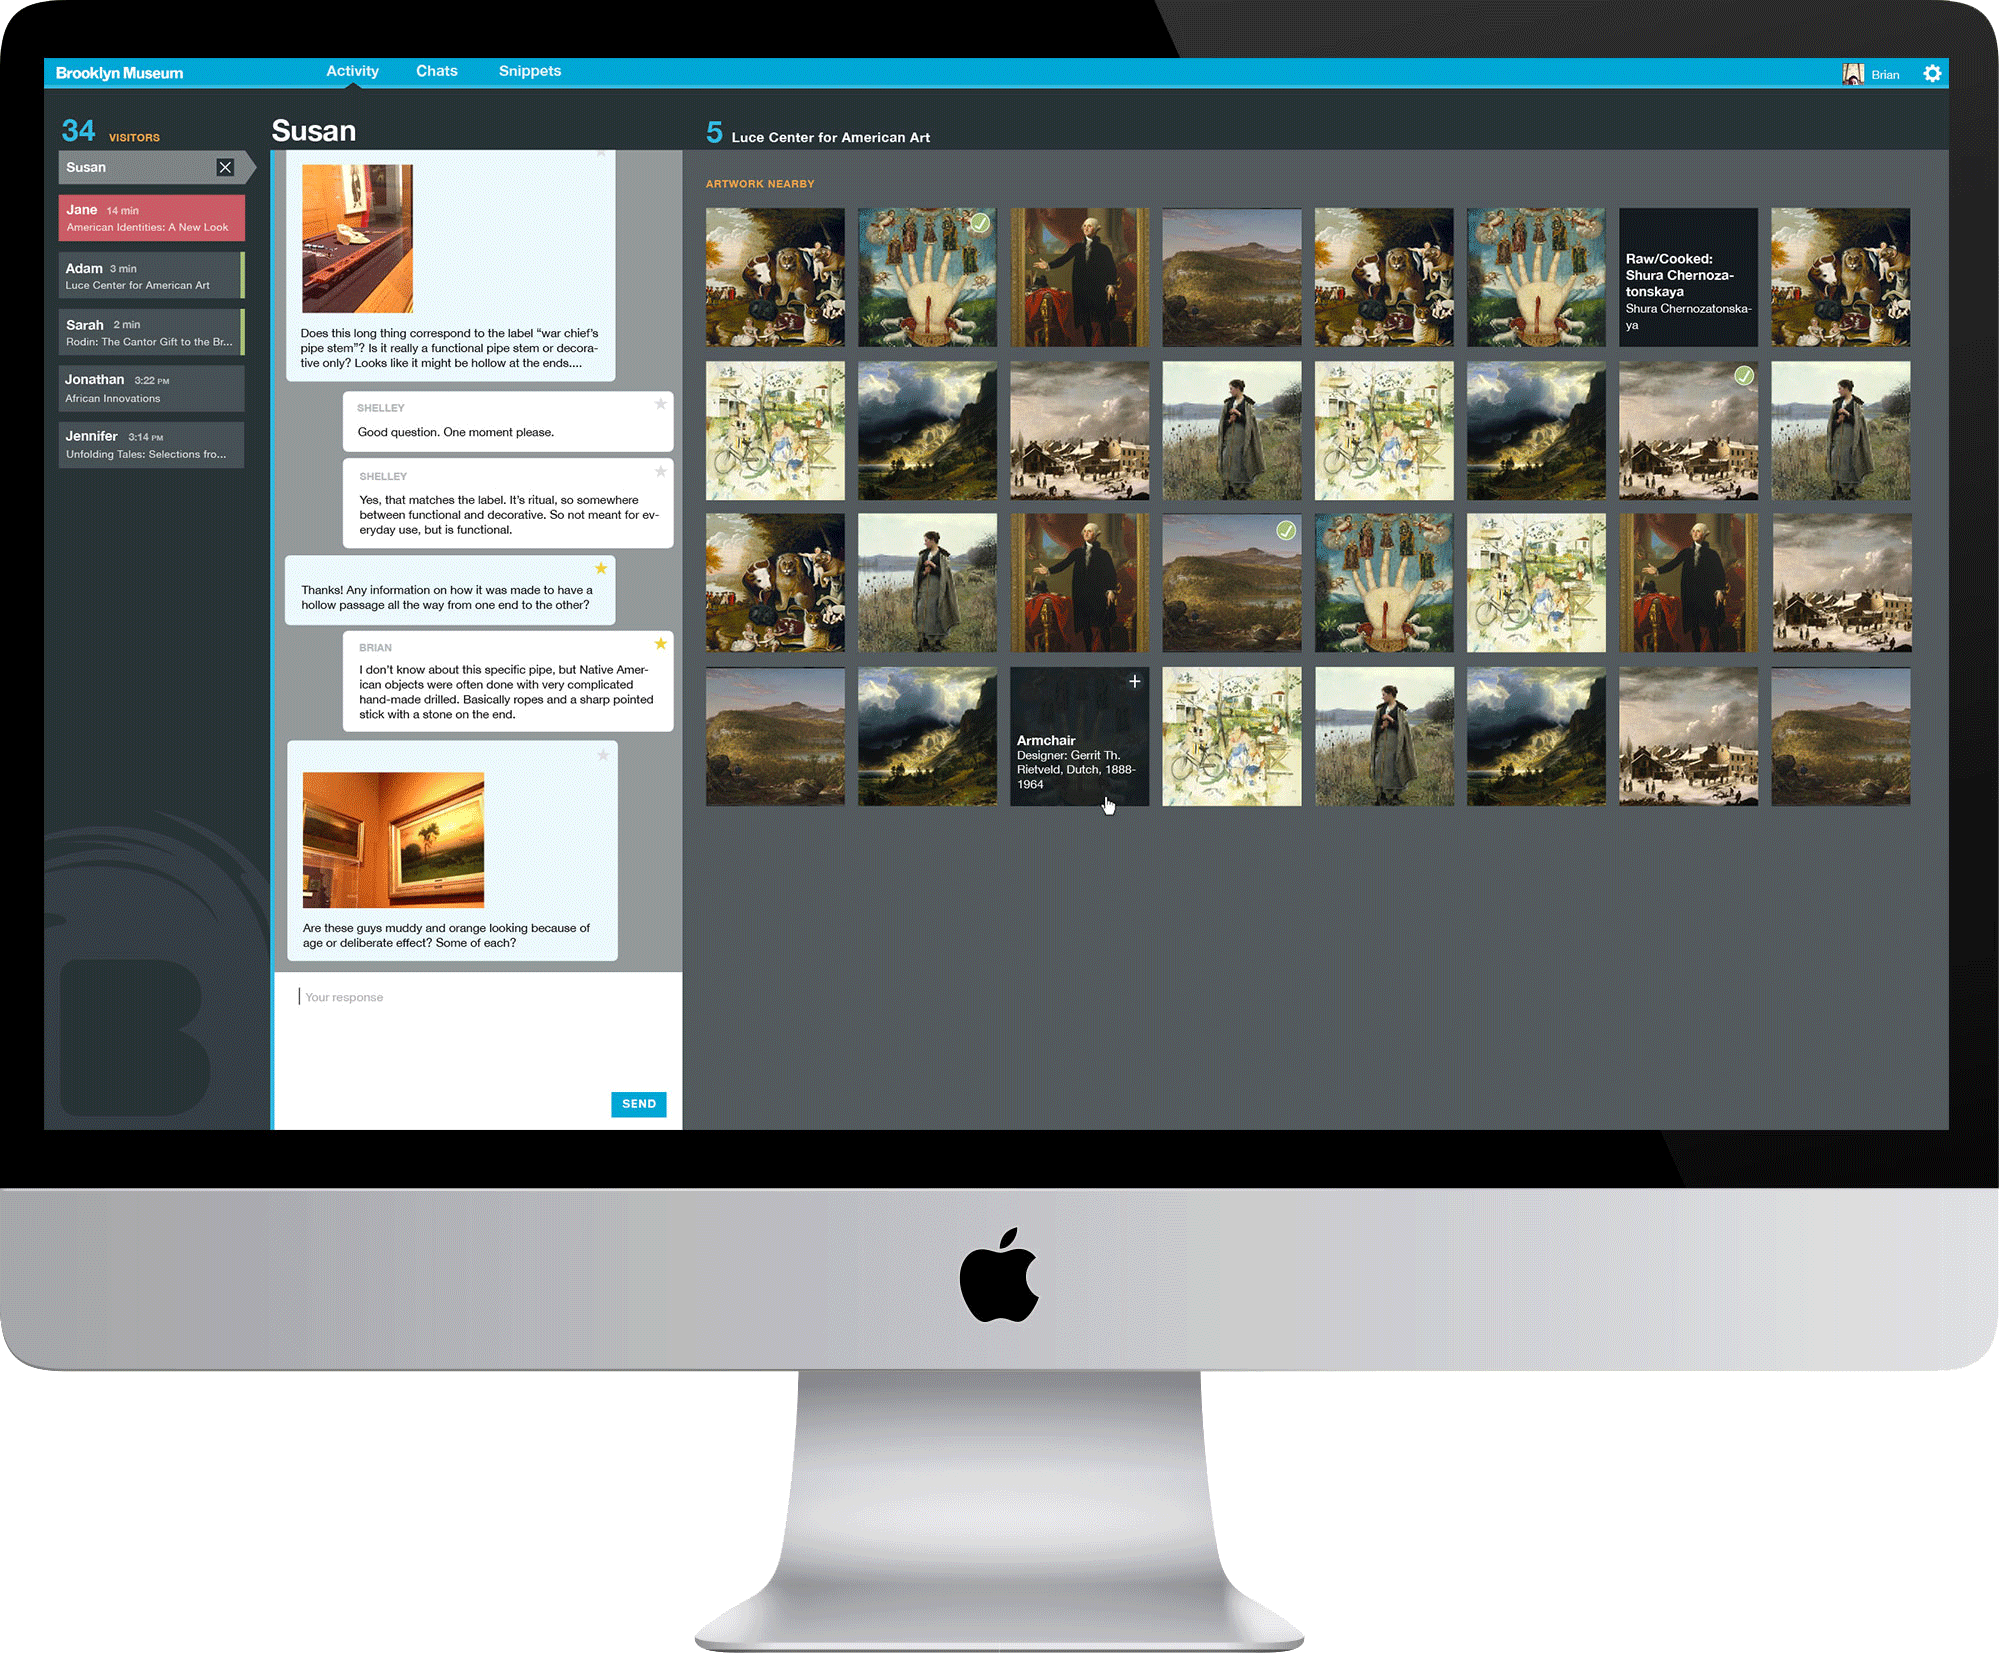 Brooklyn Museum
Activity
Chats
Snippets
Brian
34 VISITORS
Susan
Jane 14 min
American Identities: A New Look
Adam 3 min
Luce Center for American Art
Sarah 2 min
Rodin: The Cantor Gift to the Br...
Jonathan 3:22 PM
African Innovations
Jennifer 3:14 PM
Unfolding Tales: Selections fro...
Susan
Does this long thing correspond to the label “war chief’s
pipe stem”? Is it really a functional pipe stem or decora-
tive only? Looks like it might be hollow at the ends....
SHELLEY
Good question. One moment please.
SHELLEY
Yes, that matches the label. It’s ritual, so somewhere
between functional and decorative. So not meant for ev-
eryday use, but is functional.
Thanks! Any information on how it was made to have a
hollow passage all the way from one end to the other?
BRIAN
I don’t know about this specific pipe, but Native Amer-
ican objects were often done with very complicated
hand-made drilled. Basically ropes and a sharp pointed
stick with a stone on the end.
Are these guys muddy and orange looking because of
age or deliberate effect? Some of each?
Your response
SEND
5 Luce Center for American Art
ARTWORK NEARBY
Raw/Cooked:
Shura Chernoza-
tonskaya
Shura Chernozatonska-
ya
Armchair
Designer: Gerrit Th.
Rietveld, Dutch, 1888-
1964